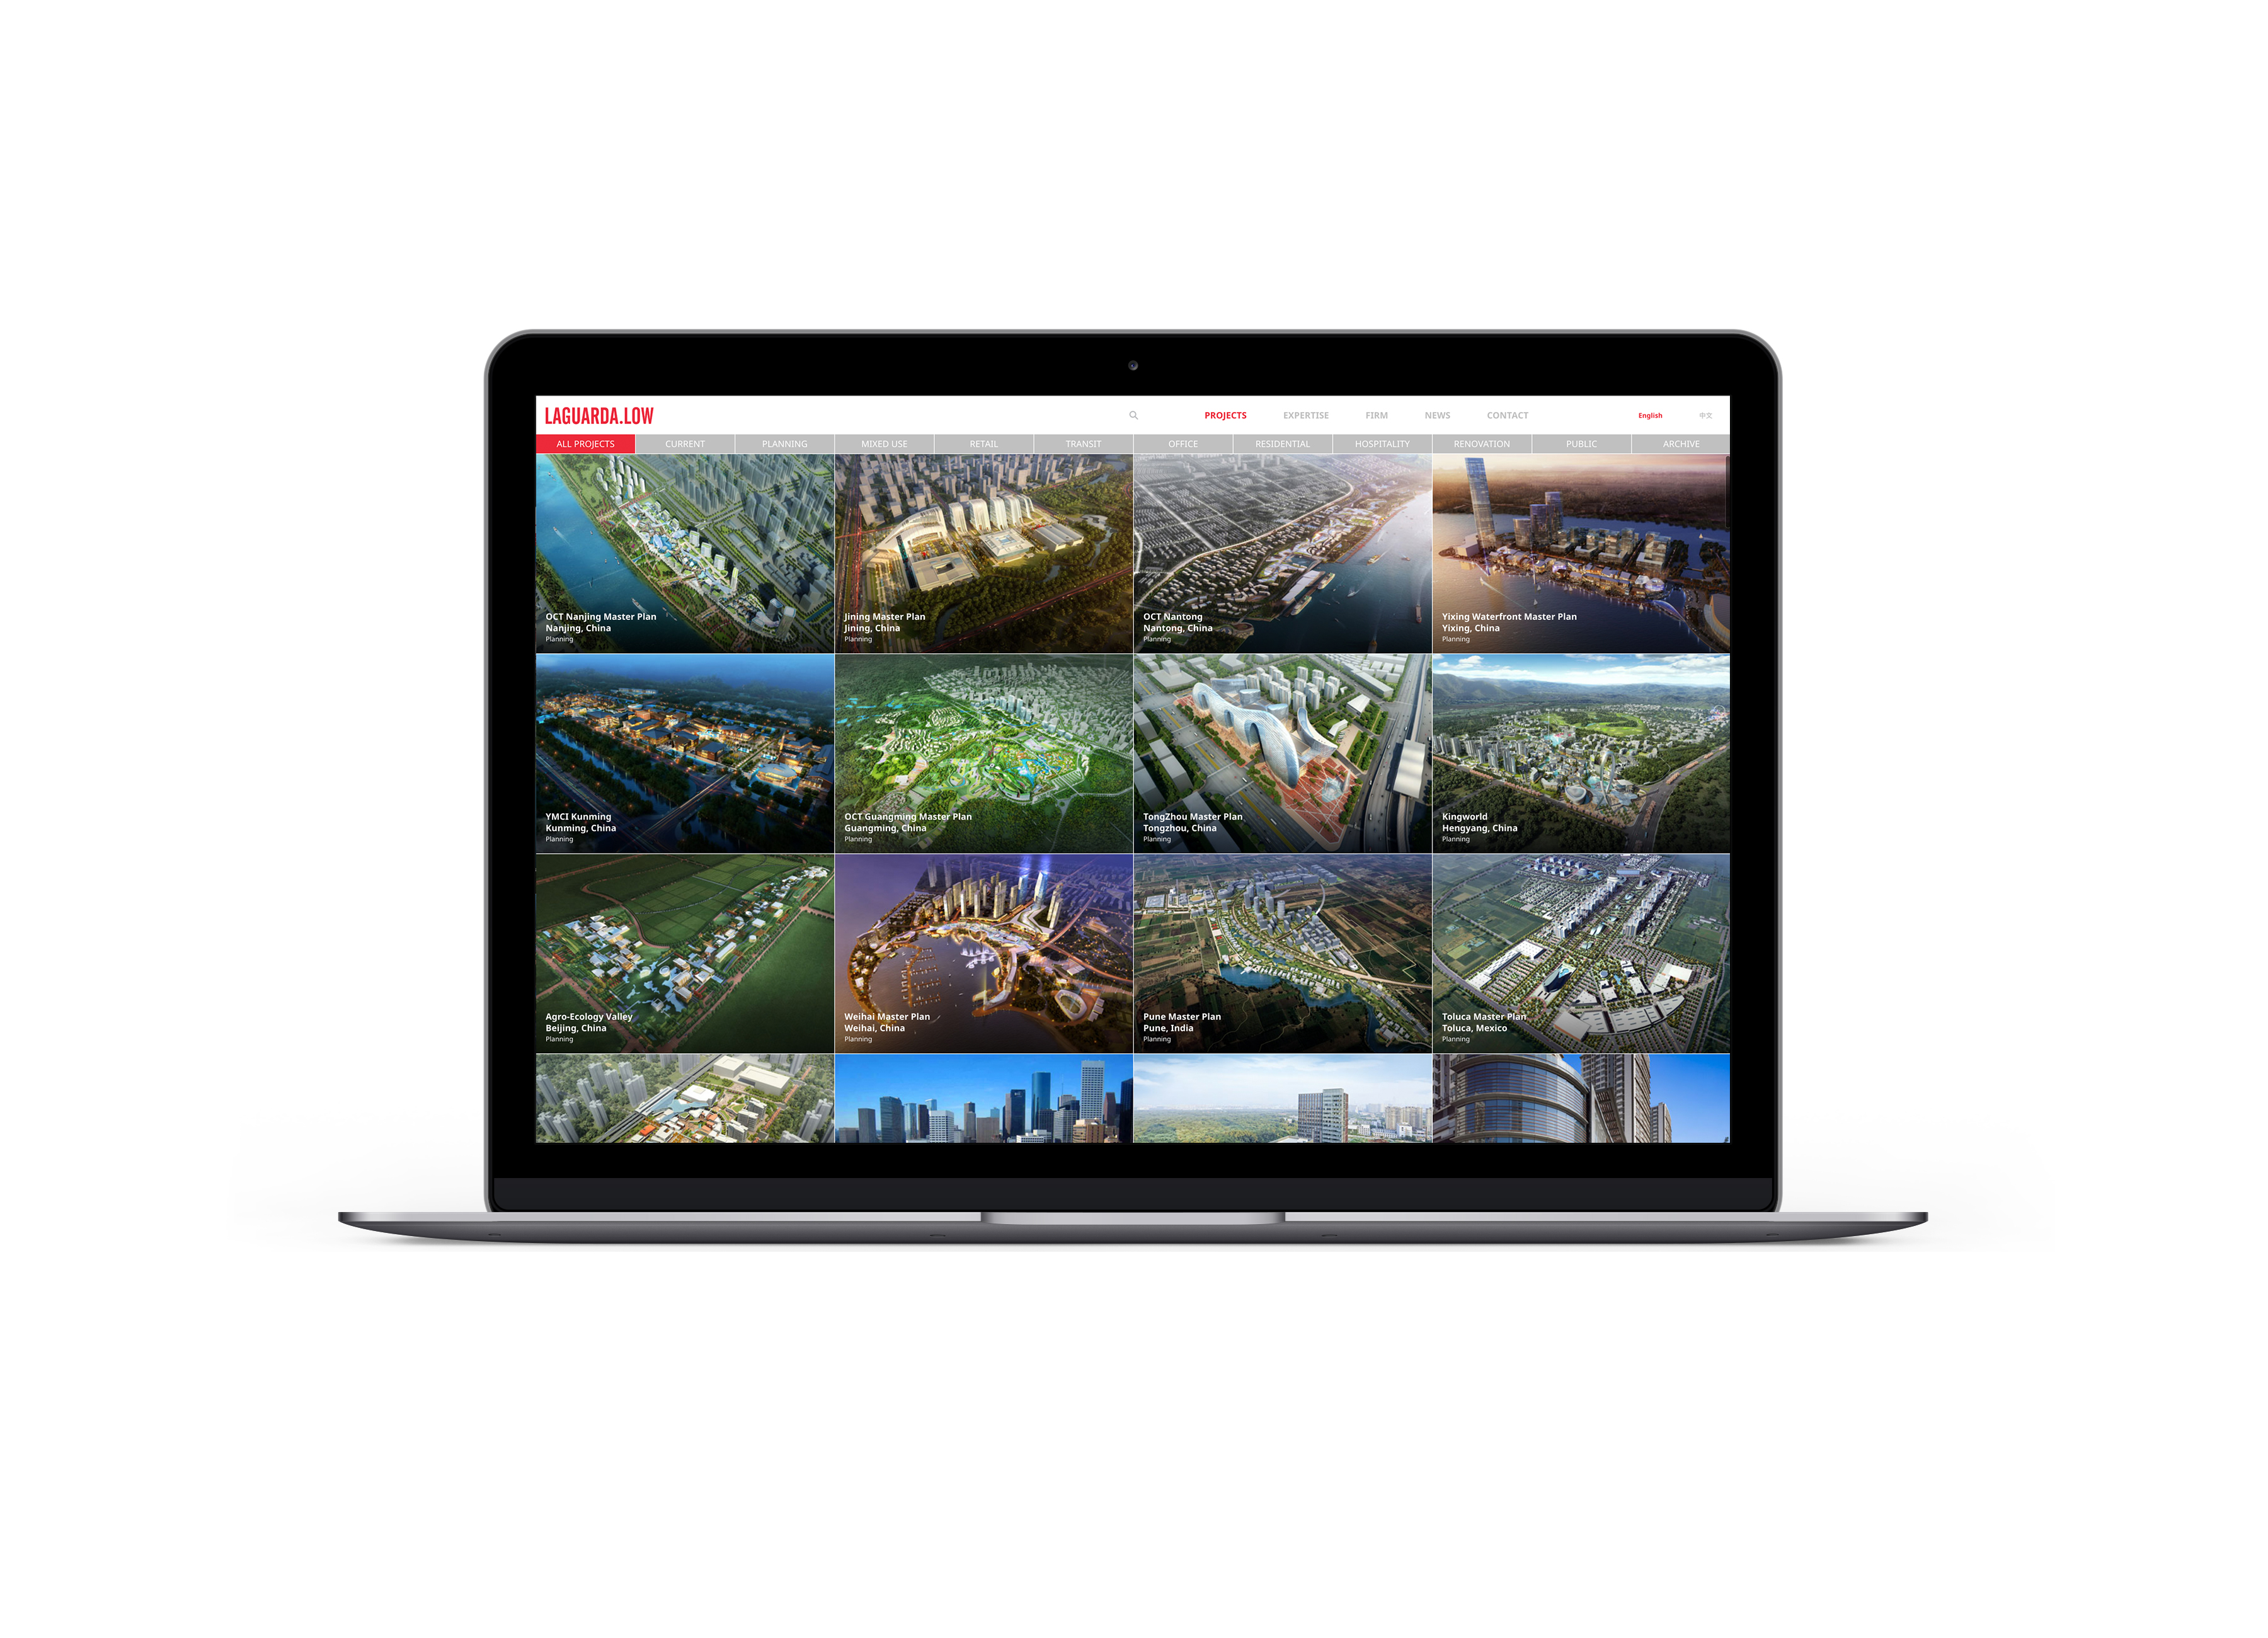 LAGUARDA.LOW
PROJECTS EXPERTISE FIRM NEWS CONTACT English 中文
ALL PROJECTS CURRENT PLANNING MIXED USE RETAIL TRANSIT OFFICE RESIDENTIAL HOSPITALITY RENOVATION PUBLIC ARCHIVE
OCT Nanjing Master Plan
Nanjing, China
Planning
Jining Master Plan
Jining, China
Planning
OCT Nantong
Nantong, China
Planning
Yixing Waterfront Master Plan
Yixing, China
Planning
YMCI Kunming
Kunming, China
Planning
OCT Guangming Master Plan
Guangming, China
Planning
TongZhou Master Plan
Tongzhou, China
Planning
Kingworld
Hengyang, China
Planning
Agro-Ecology Valley
Beijing, China
Planning
Weihai Master Plan
Weihai, China
Planning
Pune Master Plan
Pune, India
Planning
Toluca Master Plan
Toluca, Mexico
Planning